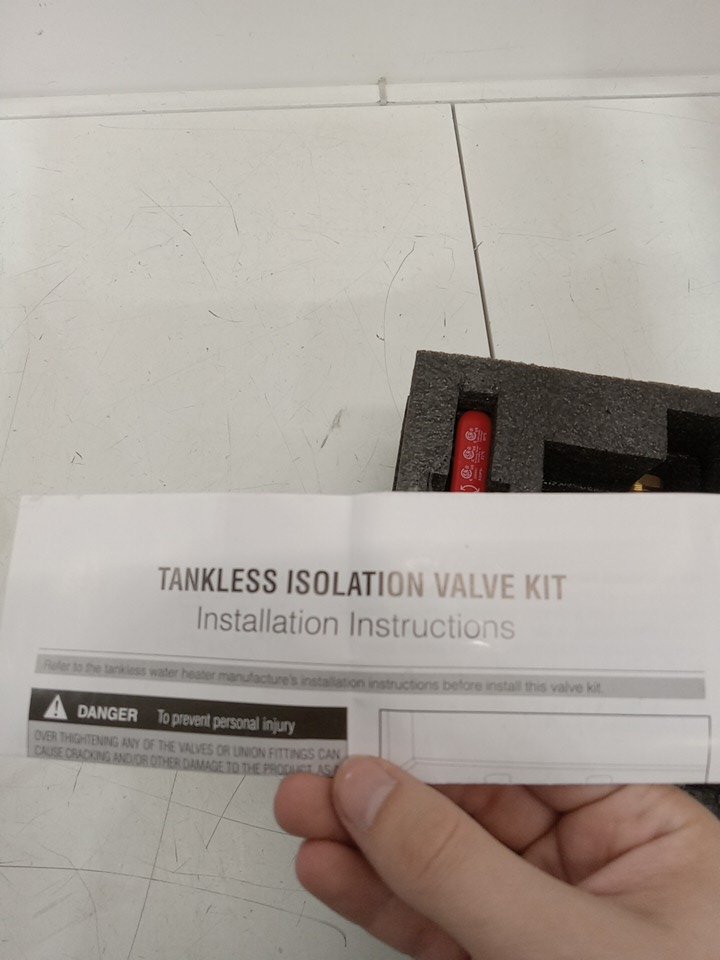 TANKLESS ISOLATION VALVE KIT
Installation Instructions
Refer to the tankless water heater manufacture's installation instructions before install this valve kit.
DANGER To prevent personal injury
OVER THIGHTENING ANY OF THE VALVES OR UNION FITTINGS CAN
CAUSE CRACKING AND/OR OTHER DAMAGE TO THE PRODUCT. AS A